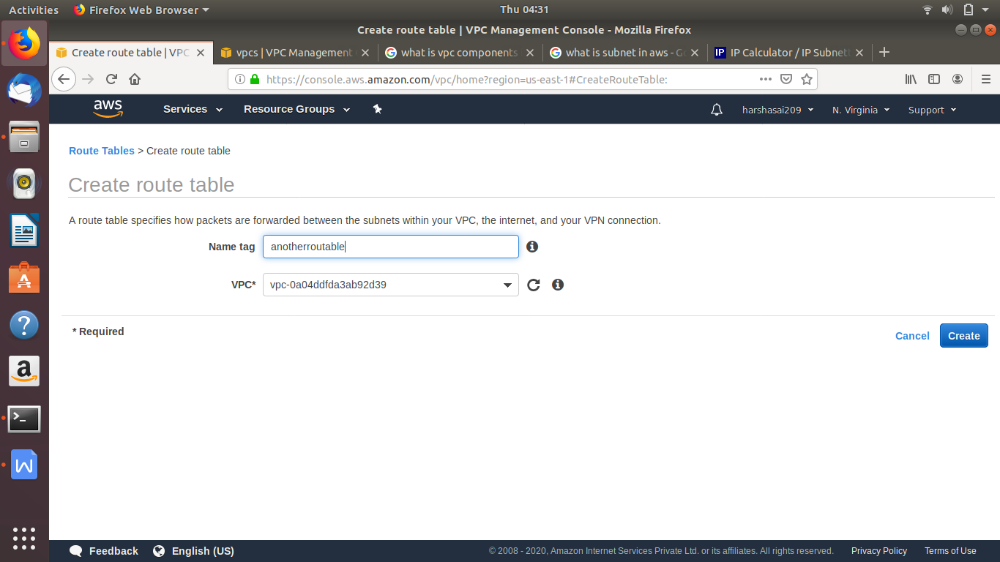 Activities Firefox Web Browser Thu 04:31
Create route table | VPC Management Console - Mozilla Firefox
Create route table | VPC vpcs | VPC Management what is vpc components what is subnet in aws - Go IP Calculator / IP Subnett
https://console.aws.amazon.com/vpc/home?region=us-east-1#CreateRouteTable:
aws Services Resource Groups harshasai209 N. Virginia Support
Route Tables > Create route table
Create route table
A route table specifies how packets are forwarded between the subnets within your VPC, the internet, and your VPN connection.
Name tag anotherroutable
VPC* vpc-0a04ddfda3ab92d39
* Required
Cancel Create
Feedback English (US) © 2008 - 2020, Amazon Internet Services Private Ltd. or its affiliates. All rights reserved. Privacy Policy Terms of Use